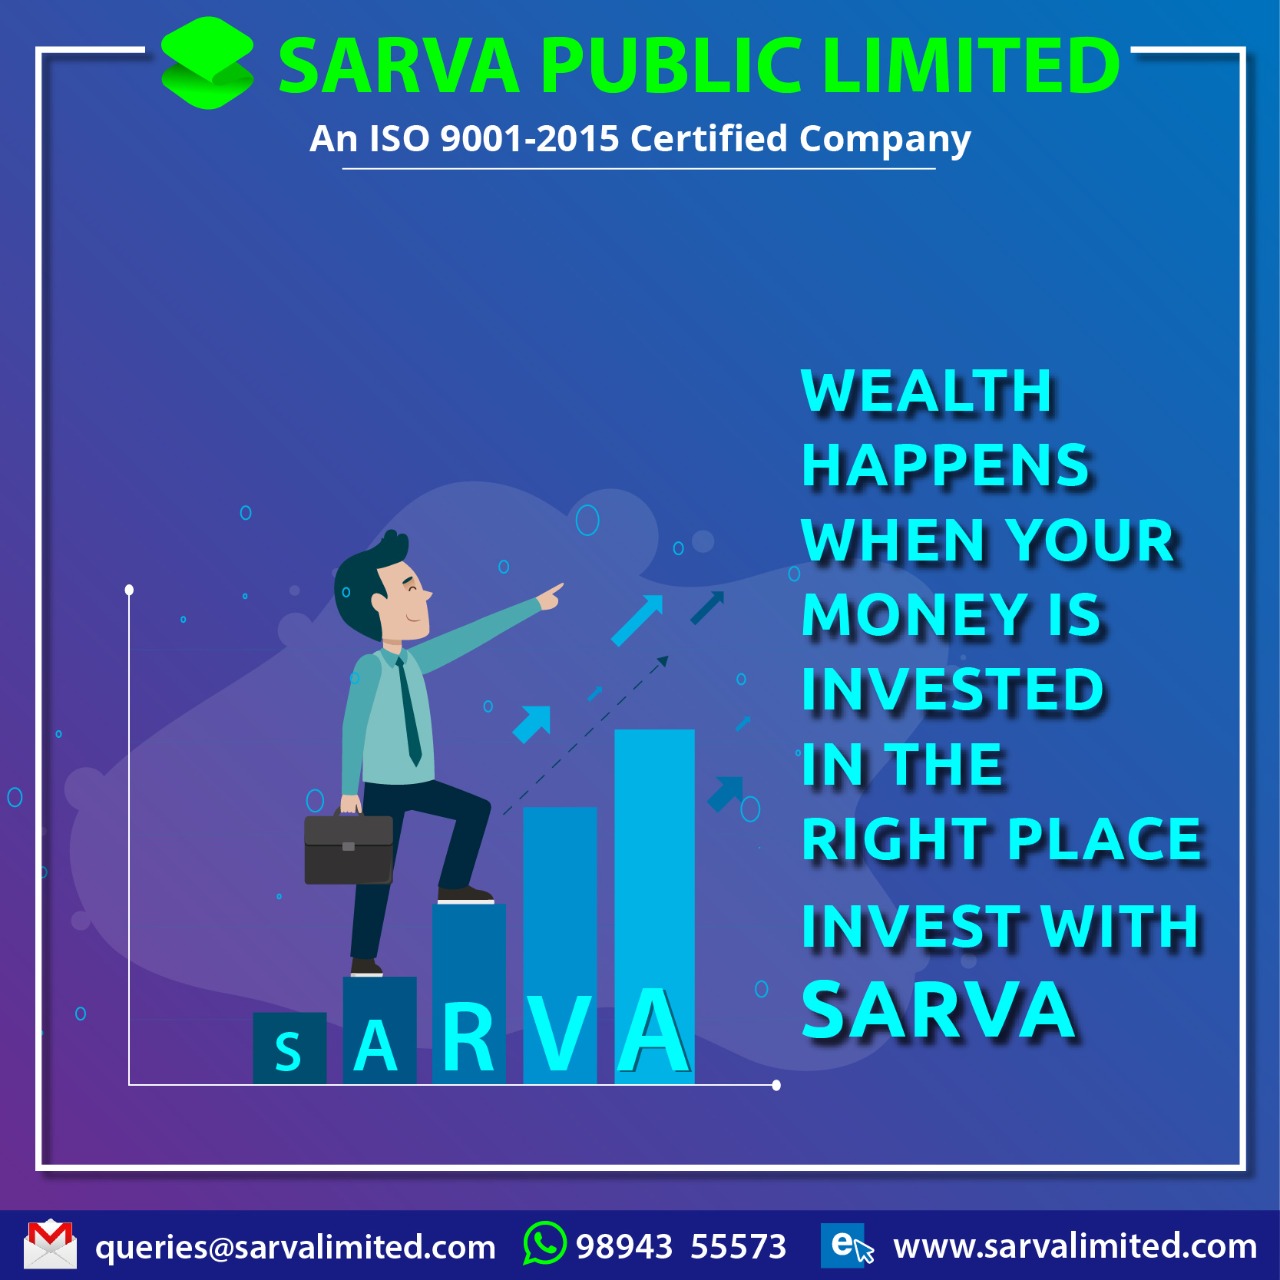 SARVA PUBLIC LIMITED
An ISO 9001-2015 Certified Company
WEALTH
HAPPENS
WHEN YOUR
MONEY IS
INVESTED
IN THE
RIGHT PLACE
INVEST WITH
SARVA
SARVA
queries@sarvalimited.com 98943 55573 www.sarvalimited.com